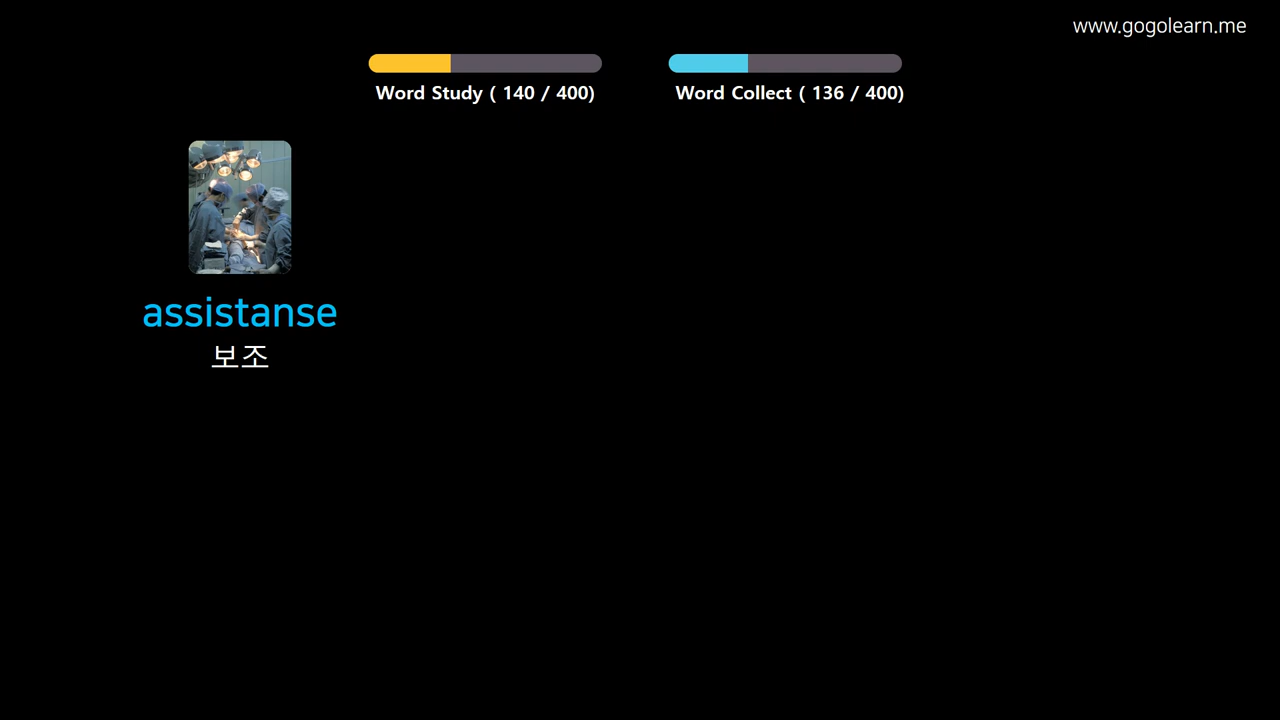 www.gogolearn.me
Word Study ( 140 / 400)
Word Collect ( 136 / 400)
assistanse
보조